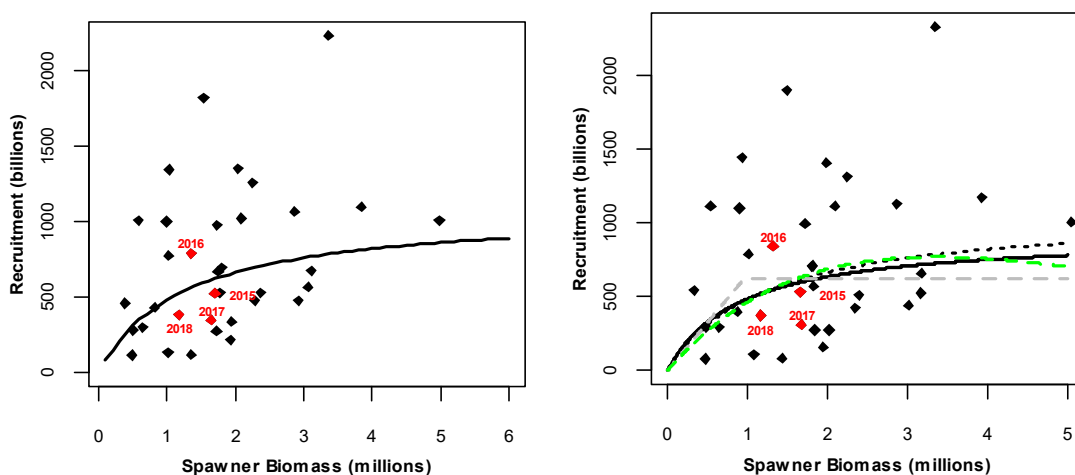 Recruitment (billions)
0 500 1000 1500 2000
2016
2015
2017
2018
0 1 2 3 4 5 6
Spawner Biomass (millions)
Recruitment (billions)
0 500 1000 1500 2000
2016
2015
2017
2018
0 1 2 3 4 5
Spawner Biomass (millions)